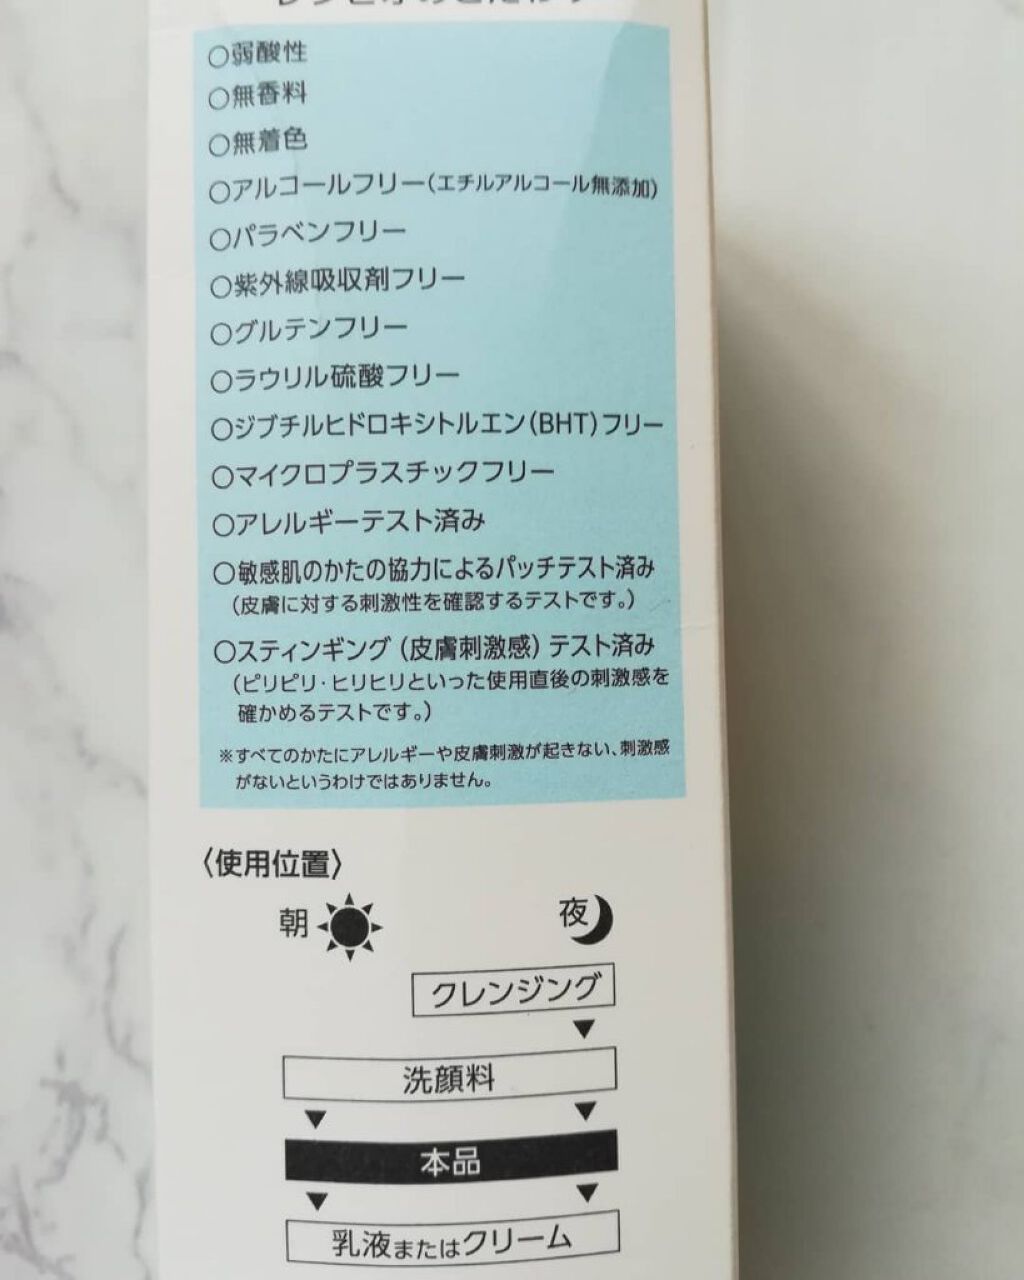 ○弱酸性
○無香料
○無着色
○アルコールフリー(エチルアルコール無添加)
○パラベンフリー
○紫外線吸収剤フリー
○グルテンフリー
○ラウリル硫酸フリー
○ジブチルヒドロキシトルエン(BHT)フリー
○マイクロプラスチックフリー
○アレルギーテスト済み
○敏感肌のかたの協力によるパッチテスト済み
(皮膚に対する刺激性を確認するテストです。)
○スティンギング(皮膚刺激感)テスト済み
(ピリピリ・ヒリヒリといった使用直後の刺激感を
確かめるテストです。)
※すべてのかたにアレルギーや皮膚刺激が起きない、刺激感
がないというわけではありません。
〈使用位置〉
朝 夜
クレンジング
洗顔料
本品
乳液またはクリーム